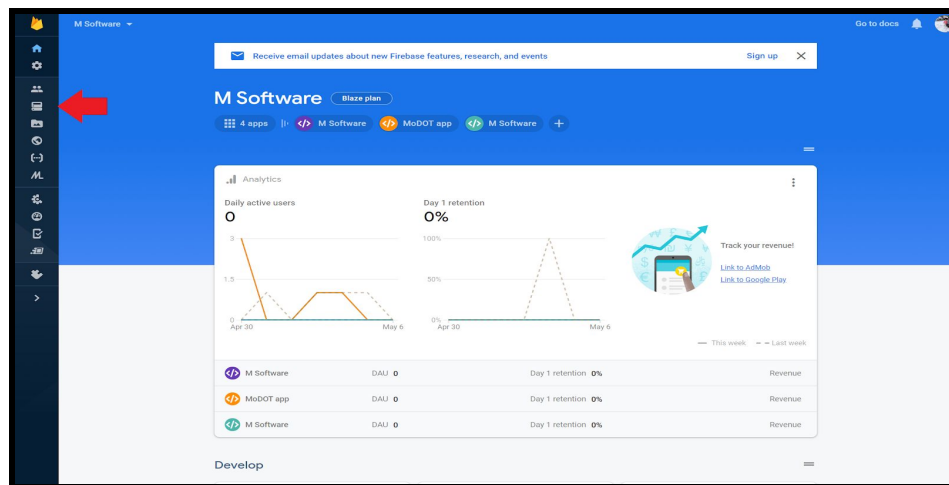 M Software
Go to docs
Receive email updates about new Firebase features, research, and events
Sign up
M Software
Blaze plan
4 apps
M Software
MoDOT app
M Software
Analytics
Daily active users
0
3
1.5
0
Apr 30
May 6
Day 1 retention
0%
100%
50%
0%
Apr 30
May 6
Track your revenue!
Link to AdMob
Link to Google Play
This week
Last week
M Software DAU 0 Day 1 retention 0% Revenue
MoDOT app DAU 0 Day 1 retention 0% Revenue
M Software DAU 0 Day 1 retention 0% Revenue
Develop